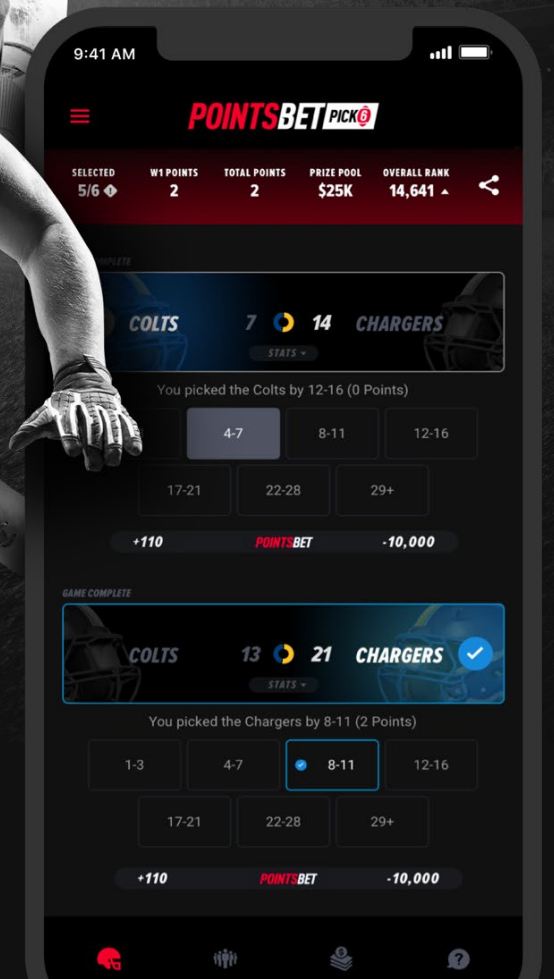 9:41 AM
POINTSBET PICK6
SELECTED W1 POINTS TOTAL POINTS PRIZE POOL OVERALL RANK
5/6 2 2 $25K 14,641
COLTS 7 14 CHARGERS
STATS
You picked the Colts by 12-16 (0 Points)
4-7 8-11 12-16
17-21 22-28 29+
+110 POINTSBET -10,000
GAME COMPLETE
COLTS 13 21 CHARGERS
STATS
You picked the Chargers by 8-11 (2 Points)
1-3 4-7 8-11 12-16
17-21 22-28 29+
+110 POINTSBET -10,000